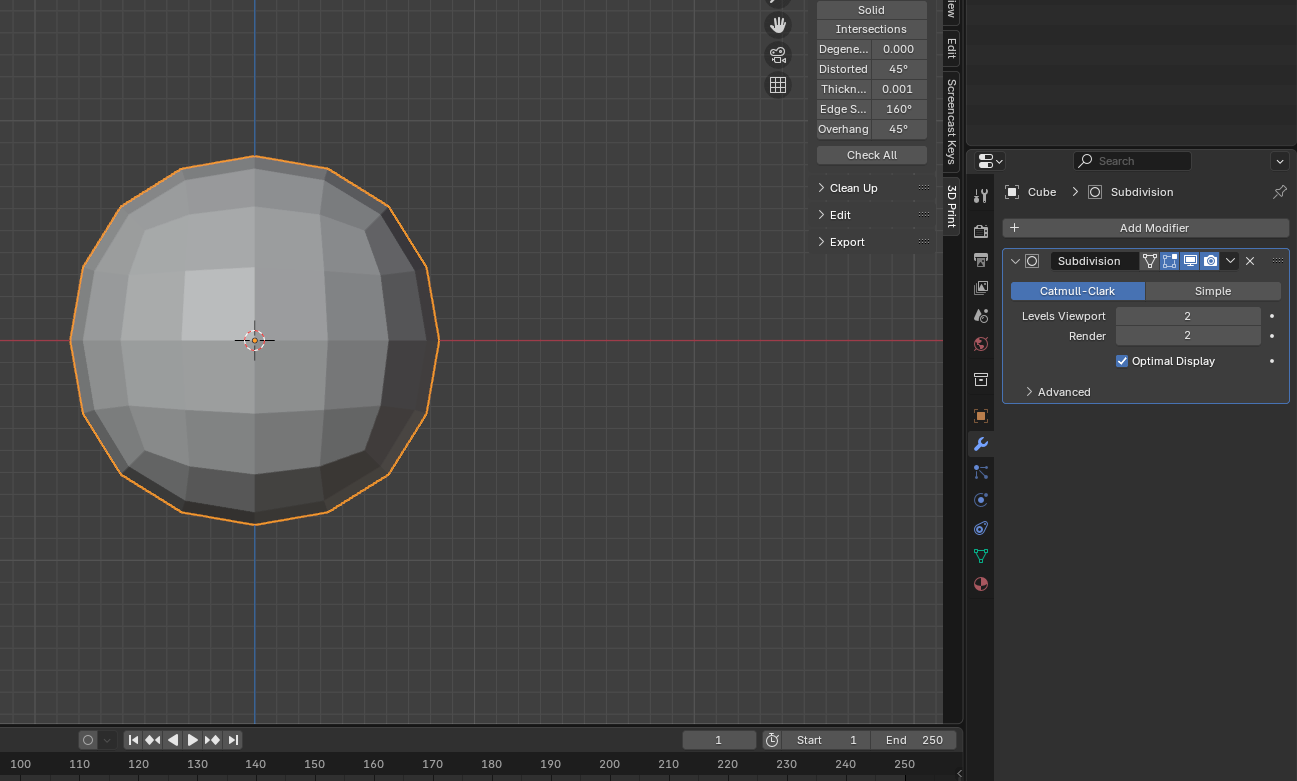 Solid
Intersections
Degene... 0.000
Distorted 45°
Thickn... 0.001
Edge S... 160°
Overhang 45°
Check All
Clean Up
Edit
Export
Edit
Screencast Keys
3D Print
Search
Cube
Subdivision
Add Modifier
Subdivision
Catmull-Clark Simple
Levels Viewport 2
Render 2
Optimal Display
Advanced
1 Start 1 End 250
100 110 120 130 140 150 160 170 180 190 200 210 220 230 240 250